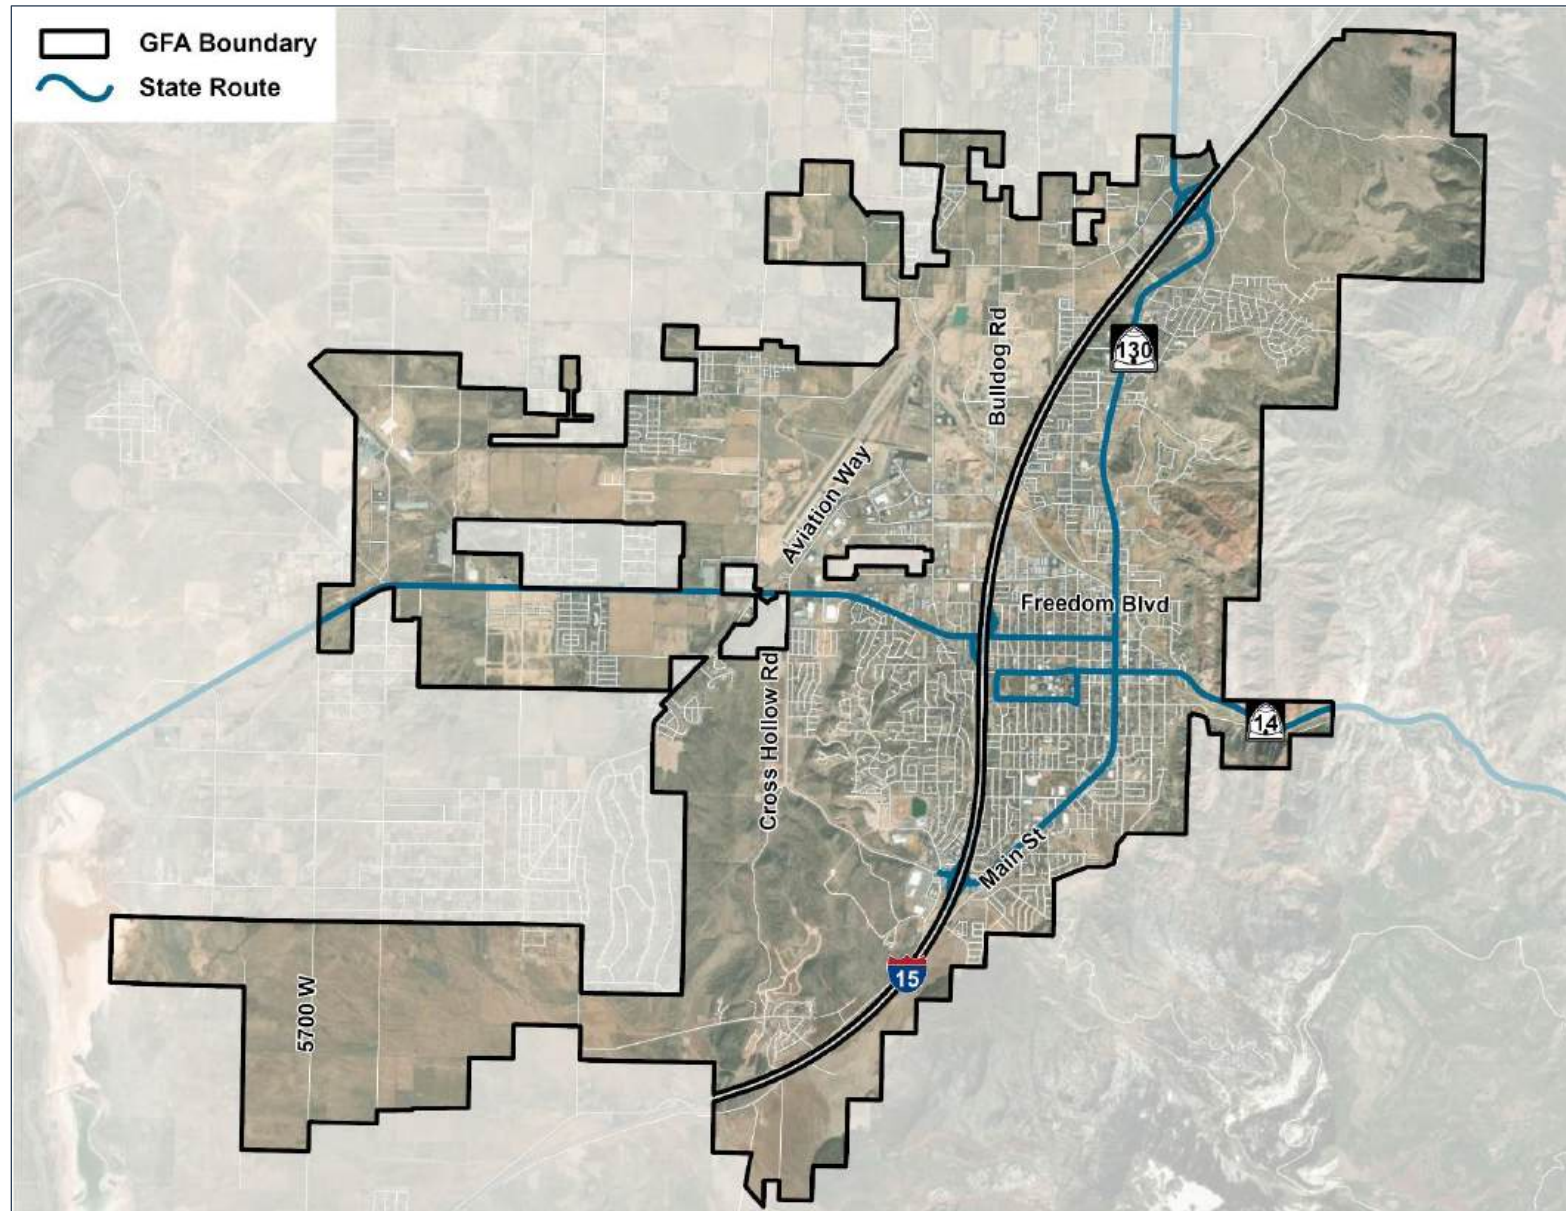 GFA Boundary
State Route
130
Bulldog Rd
Aviation Way
Freedom Blvd
Cross Hollow Rd
14
Main St
15
5700 W